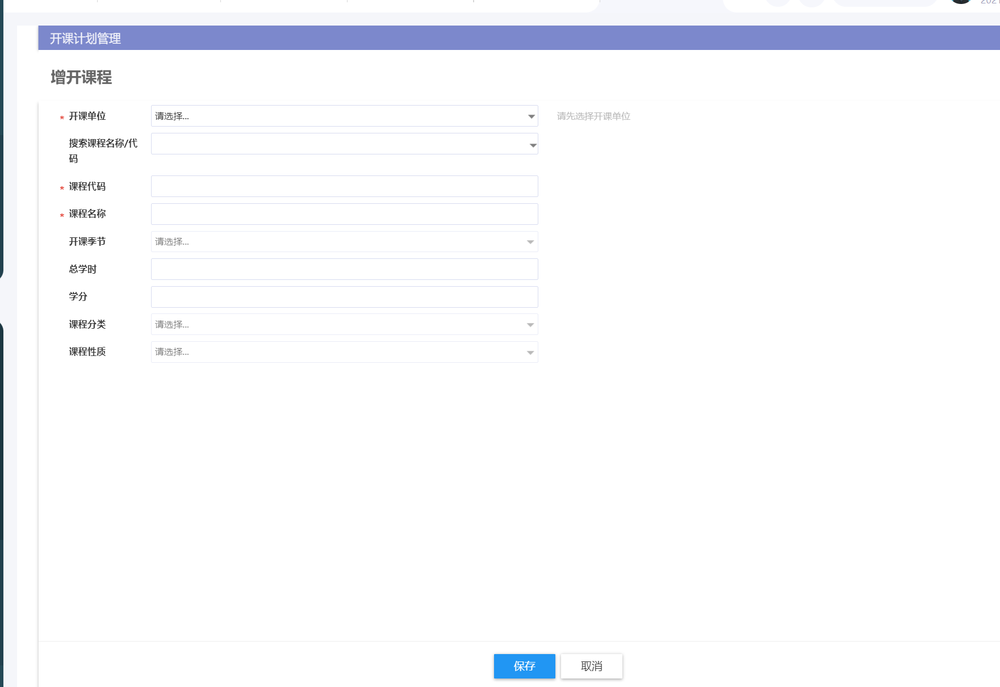 开课计划管理
增开课程
* 开课单位 请选择... 请先选择开课单位
搜索课程名称/代
码
* 课程代码
* 课程名称
开课季节 请选择...
总学时
学分
课程分类 请选择...
课程性质 请选择...
保存 取消